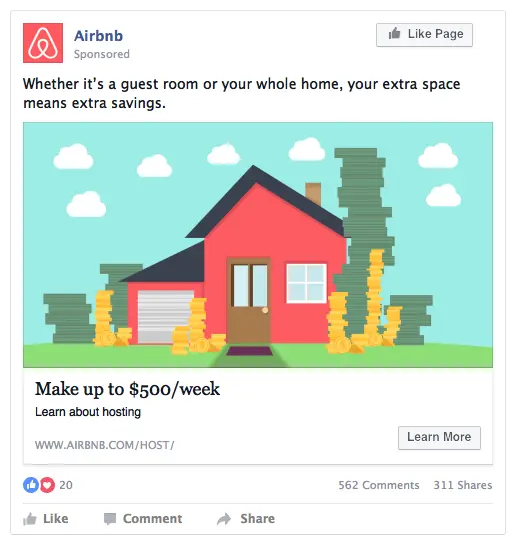 Airbnb
Like Page
Sponsored
Whether it's a guest room or your whole home, your extra space
means extra savings.
Make up to $500/week
Learn about hosting
WWW.AIRBNB.COM/HOST/
Learn More
20
562 Comments 311 Shares
Like Comment Share